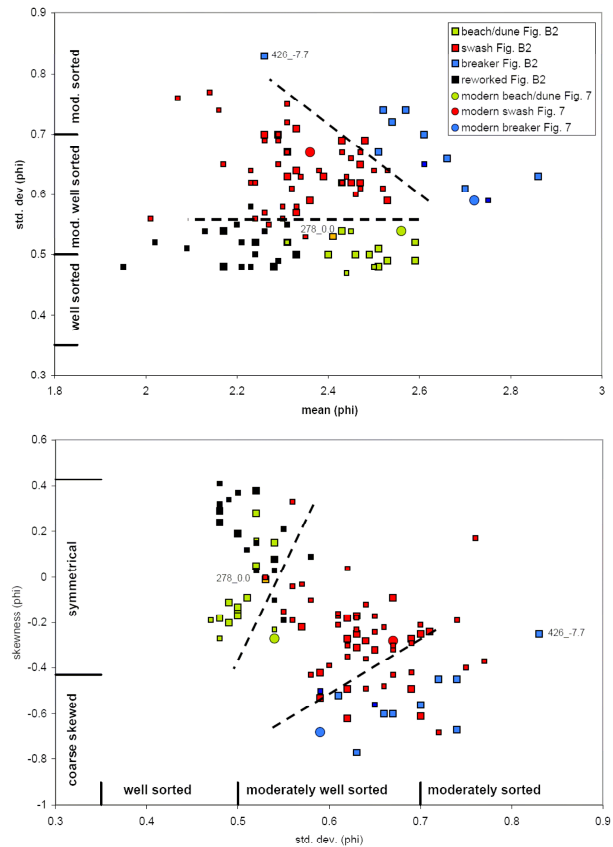 0.9
0.8
0.7
0.6
0.5
0.4
0.3
std. dev (phi)
mod. sorted
mod. well sorted
well sorted
426_-7.7
278_0.0
beach/dune Fig. B2
swash Fig. B2
breaker Fig. B2
reworked Fig. B2
modern beach/dune Fig. 7
modern swash Fig. 7
modern breaker Fig. 7
1.8 2 2.2 2.4 2.6 2.8 3
mean (phi)
0.6
0.4
0.2
0
-0.2
-0.4
-0.6
-0.8
-1
skewness (phi)
symmetrical
coarse skewed
278_0.0
426_-7.7
well sorted moderately well sorted moderately sorted
0.3 0.4 0.5 0.6 0.7 0.8 0.9
std. dev. (phi)